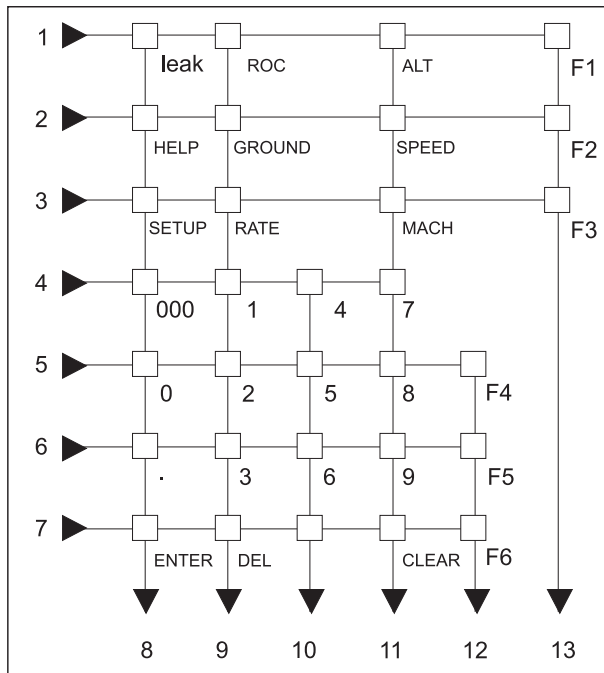 1
leak ROC ALT F1
2
HELP GROUND SPEED F2
3
SETUP RATE MACH F3
4
000 1 4 7
5
0 2 5 8 F4
6
. 3 6 9 F5
7
ENTER DEL CLEAR F6
8 9 10 11 12 13